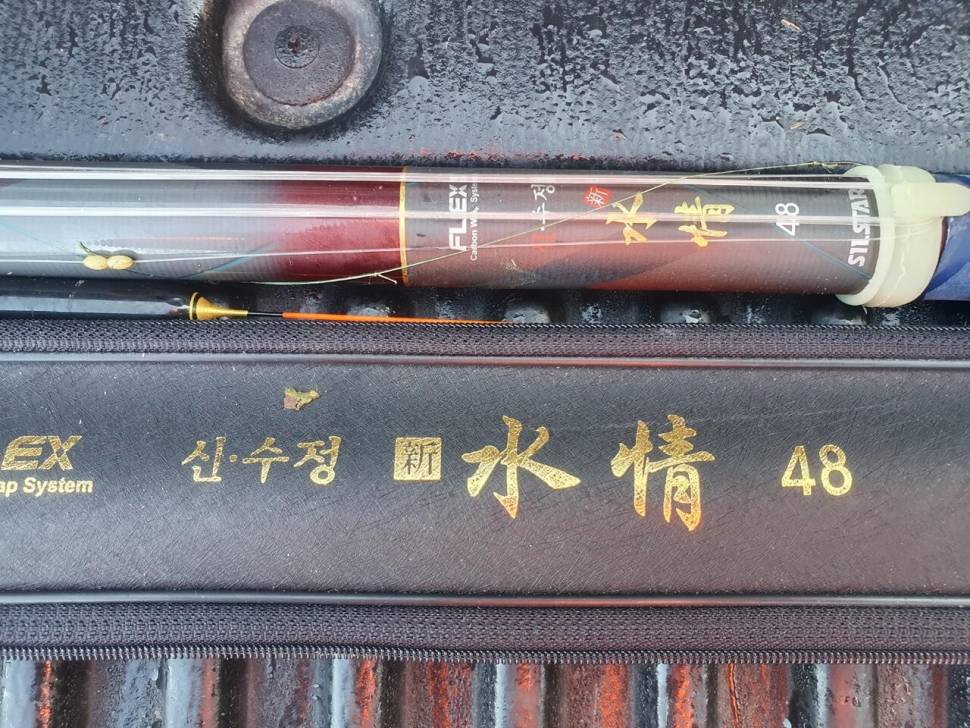 FLEX
Carbon Wrap System
수정
新
水情
48
SILSTAR
EX
ap System
신·수정
新
水情
48